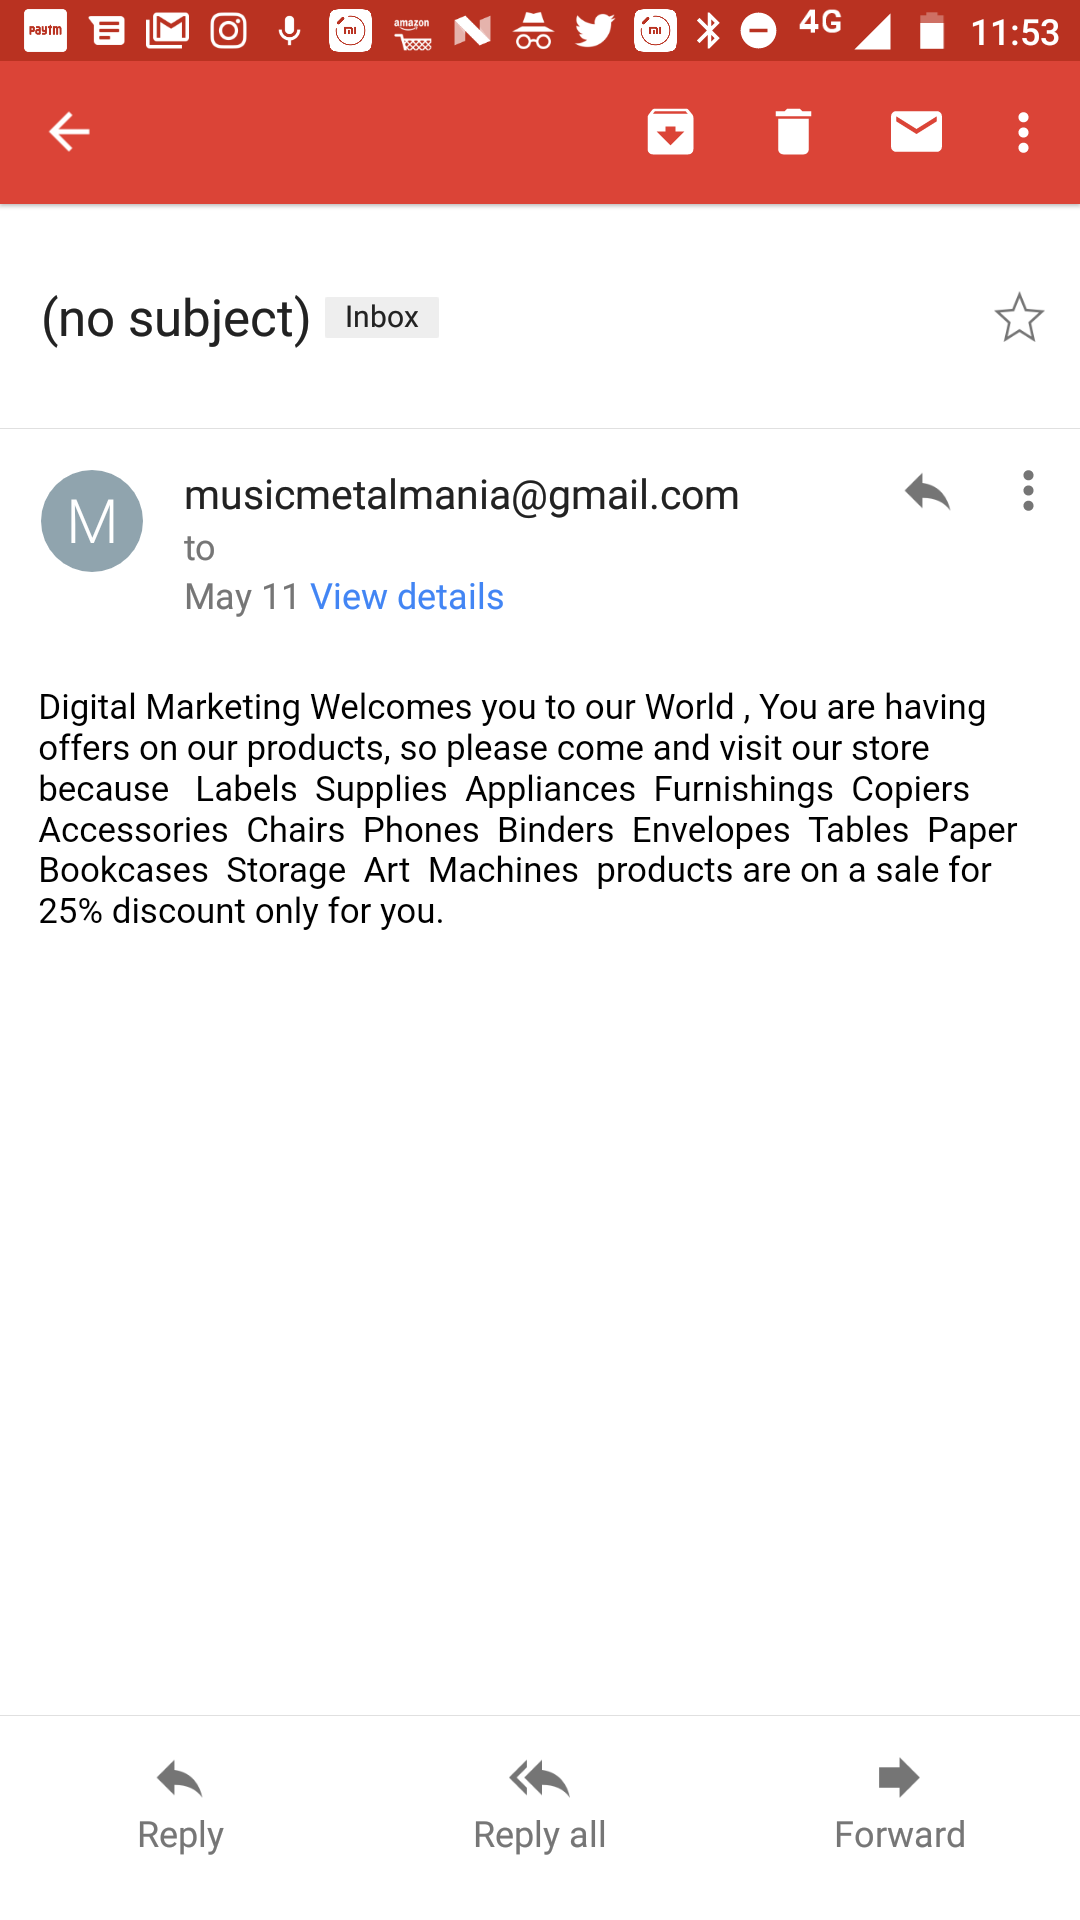 Paytm
mi
amazon
mi
4G
11:53
(no subject) Inbox
M
musicmetalmania@gmail.com
to
May 11 View details
Digital Marketing Welcomes you to our World , You are having
offers on our products, so please come and visit our store
because Labels Supplies Appliances Furnishings Copiers
Accessories Chairs Phones Binders Envelopes Tables Paper
Bookcases Storage Art Machines products are on a sale for
25% discount only for you.
Reply
Reply all
Forward